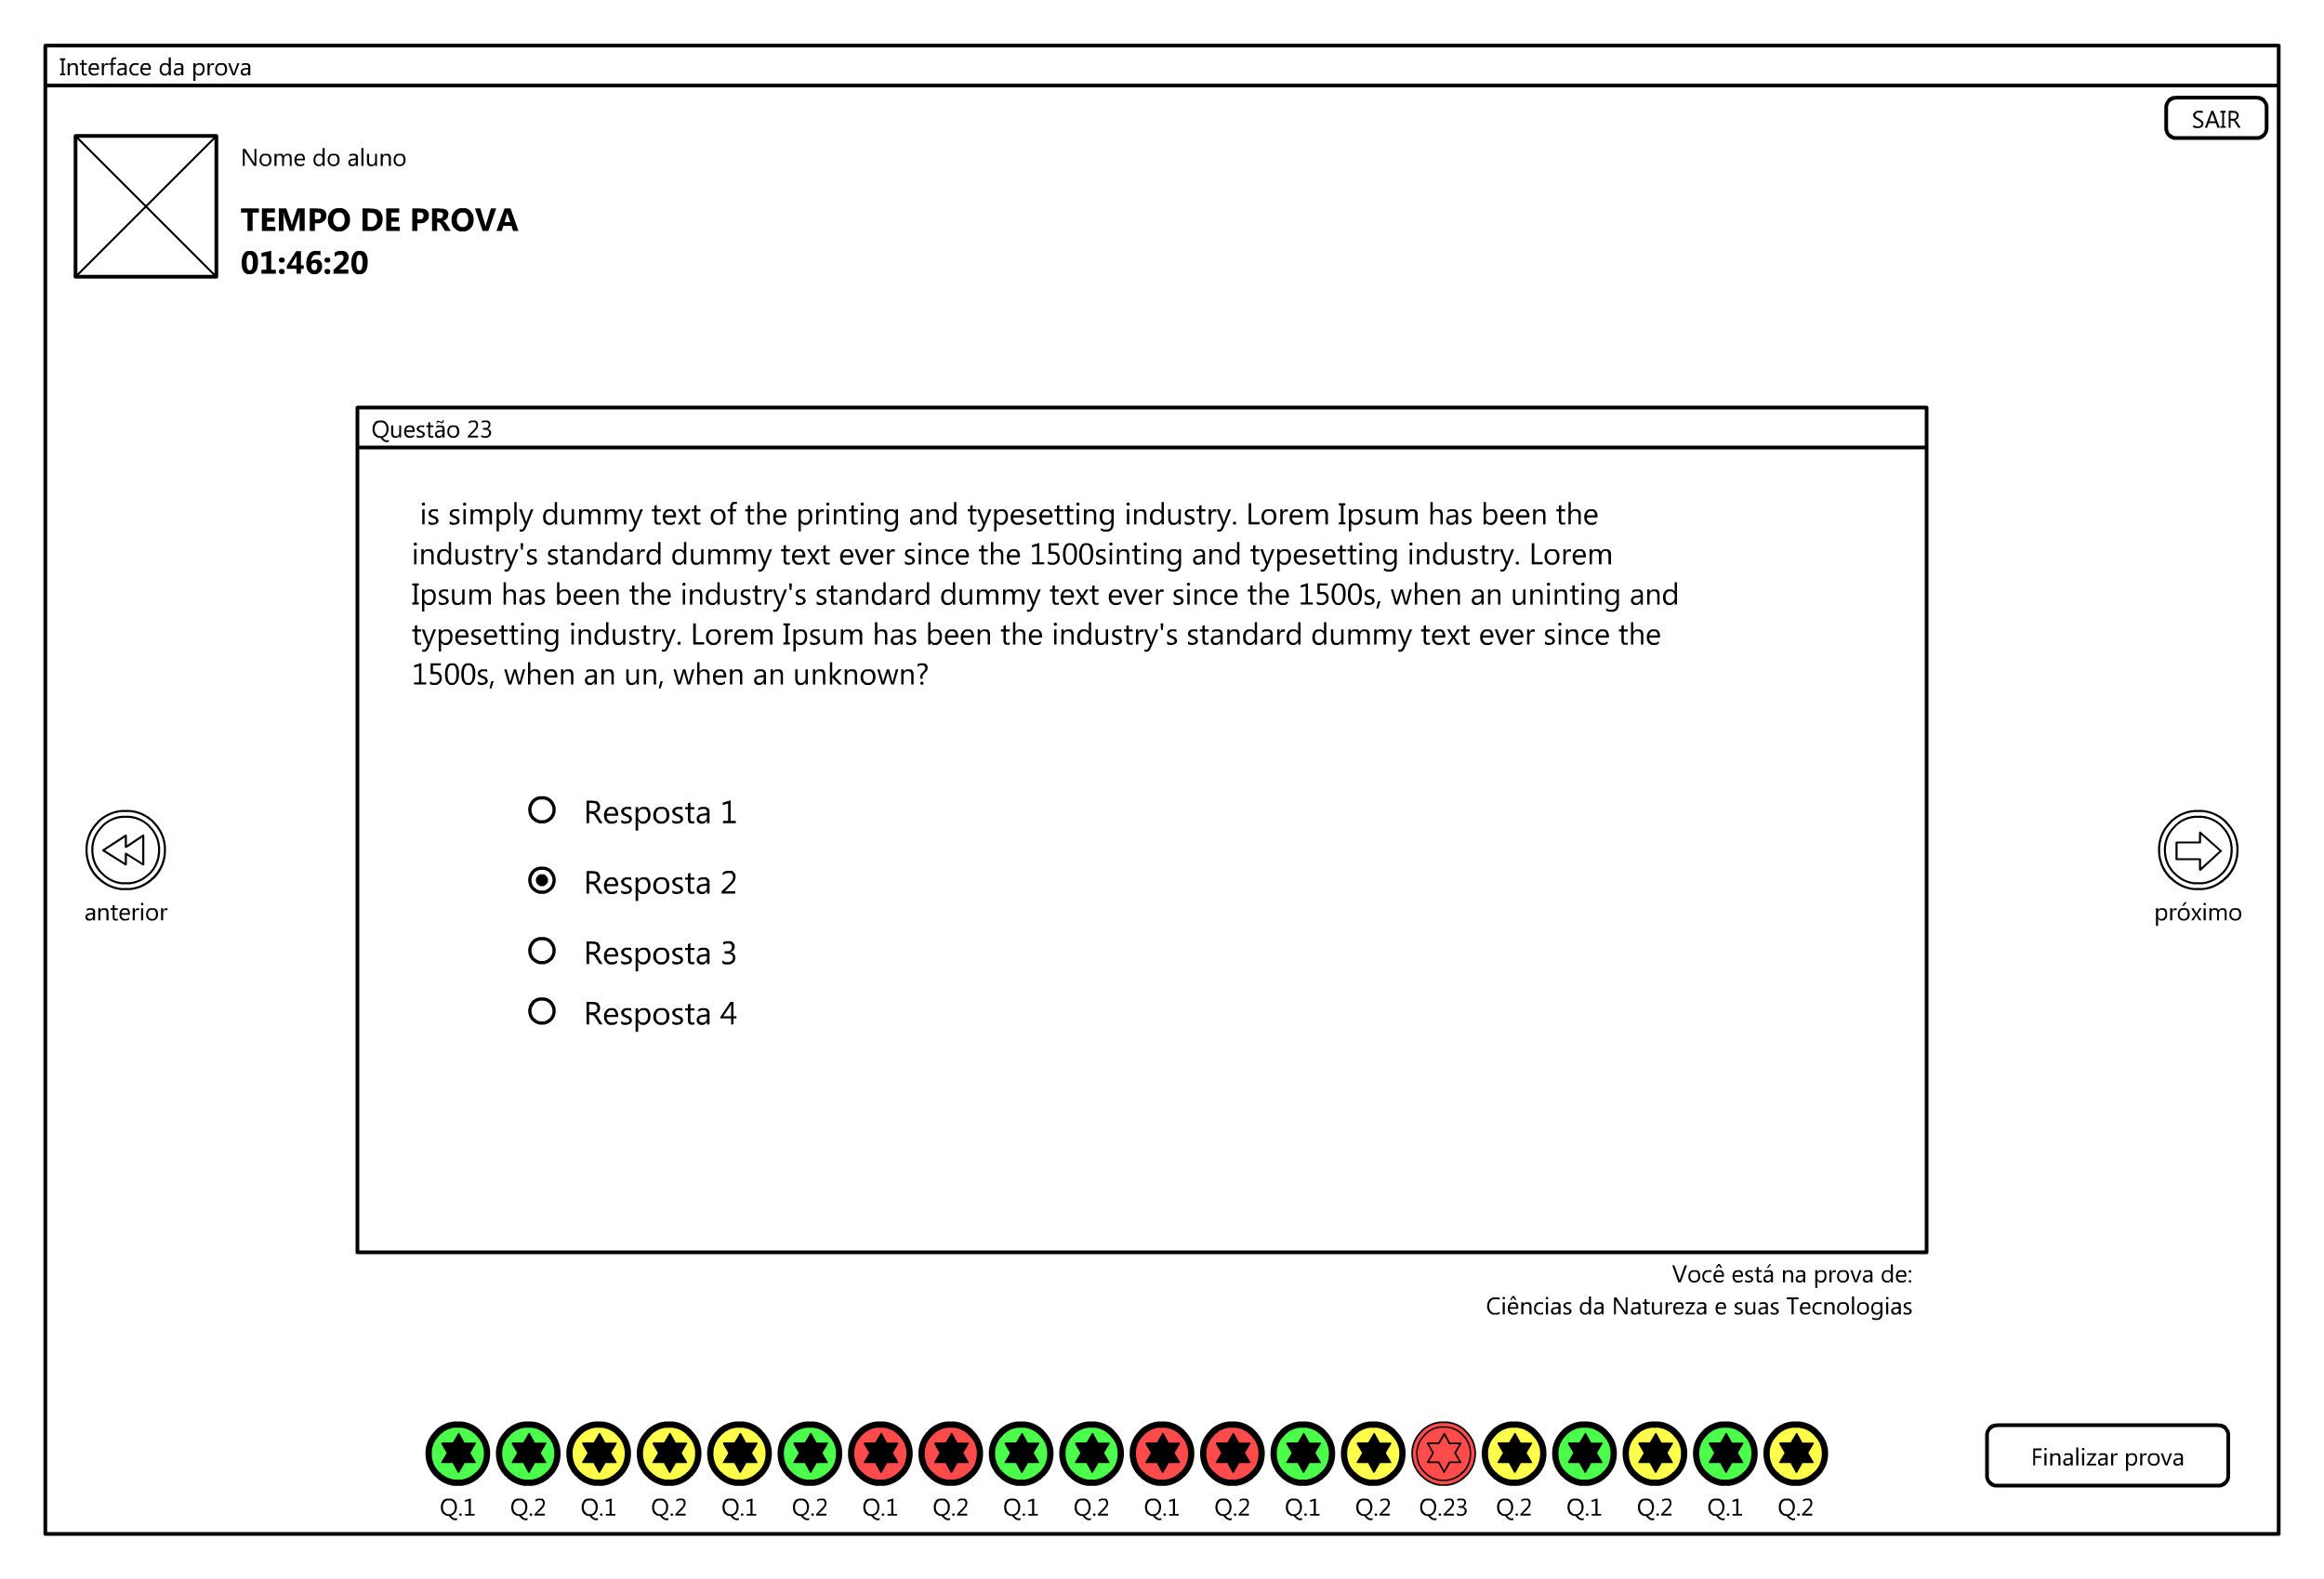 Interface da prova
SAIR
Nome do aluno
TEMPO DE PROVA
01:46:20
Questão 23
is simply dummy text of the printing and typesetting industry. Lorem Ipsum has been the
industry's standard dummy text ever since the 1500sinting and typesetting industry. Lorem
Ipsum has been the industry's standard dummy text ever since the 1500s, when an uninting and
typesetting industry. Lorem Ipsum has been the industry's standard dummy text ever since the
1500s, when an un, when an unknown?
Resposta 1
Resposta 2
Resposta 3
Resposta 4
anterior
próximo
Você está na prova de:
Ciências da Natureza e suas Tecnologias
Finalizar prova
Q.1 Q.2 Q.1 Q.2 Q.1 Q.2 Q.1 Q.2 Q.1 Q.2 Q.1 Q.2 Q.1 Q.2 Q.23 Q.2 Q.1 Q.2 Q.1 Q.2